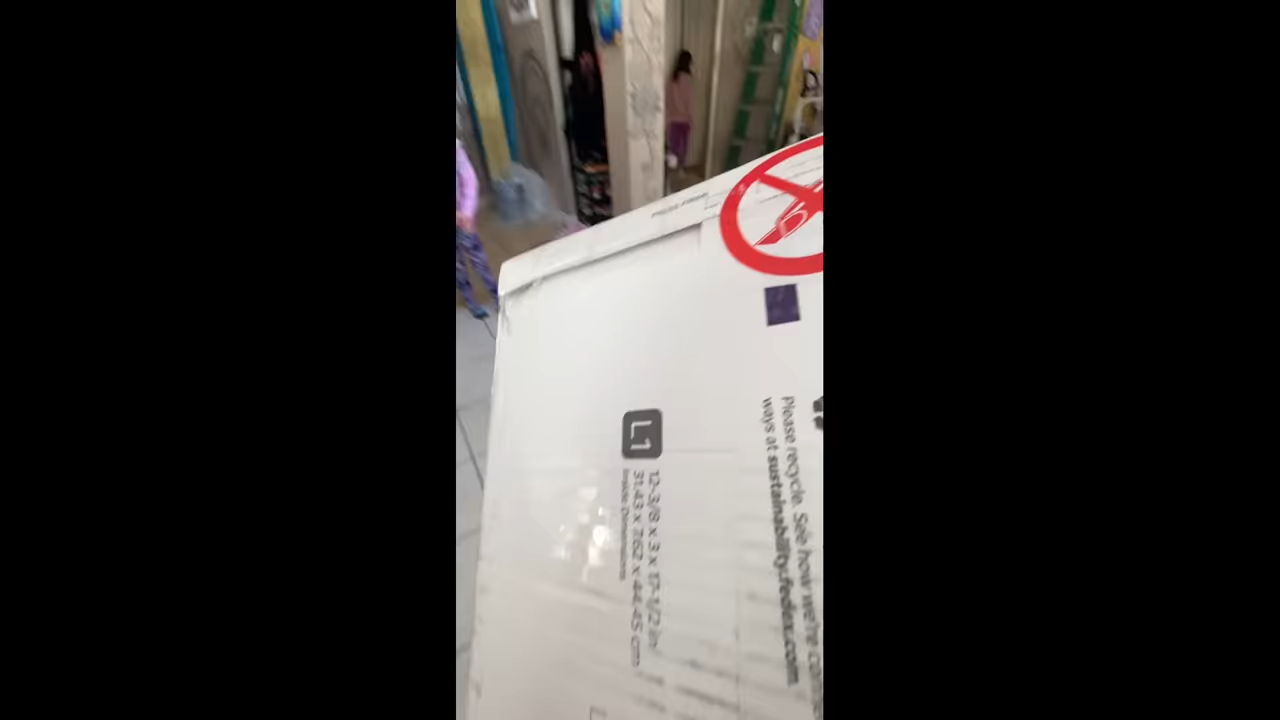 Please recycle. See how we're
ways at sustainability.fedex.com
L1
12-3/8 x 3 x 17-1/2 in
31.43 x 7.62 x 44.45 cm
Inside Dimensions